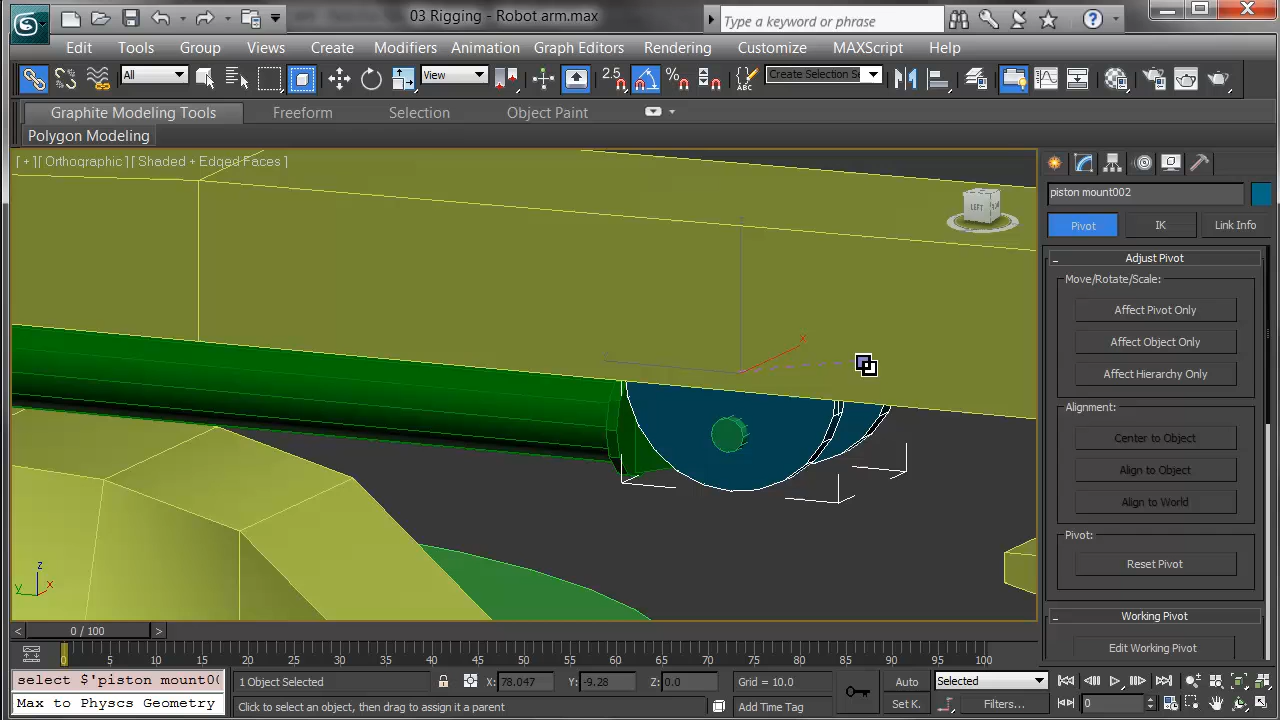 03 Rigging - Robot arm.max
Type a keyword or phrase
Edit Tools Group Views Create Modifiers Animation Graph Editors Rendering Customize MAXScript Help
All
View
2.5
Create Selection Se
ABC
Graphite Modeling Tools Freeform Selection Object Paint
Polygon Modeling
[ + ][ Orthographic ][ Shaded + Edged Faces ]
LEFT
piston mount002
Pivot IK Link Info
Adjust Pivot
Move/Rotate/Scale:
Affect Pivot Only
Affect Object Only
Affect Hierarchy Only
Alignment:
Center to Object
Align to Object
Align to World
Pivot:
Reset Pivot
Working Pivot
Edit Working Pivot
x
z
y x
0 / 100
0 5 10 15 20 25 30 35 40 45 50 55 60 65 70 75 80 85 90 95 100
select $'piston mount0(
Max to Physcs Geometry
1 Object Selected
X: 78.047 Y: -9.28 Z: 0.0
Grid = 10.0
Click to select an object, then drag to assign it a parent
Add Time Tag
Auto
Set K.
Selected
Filters...
0